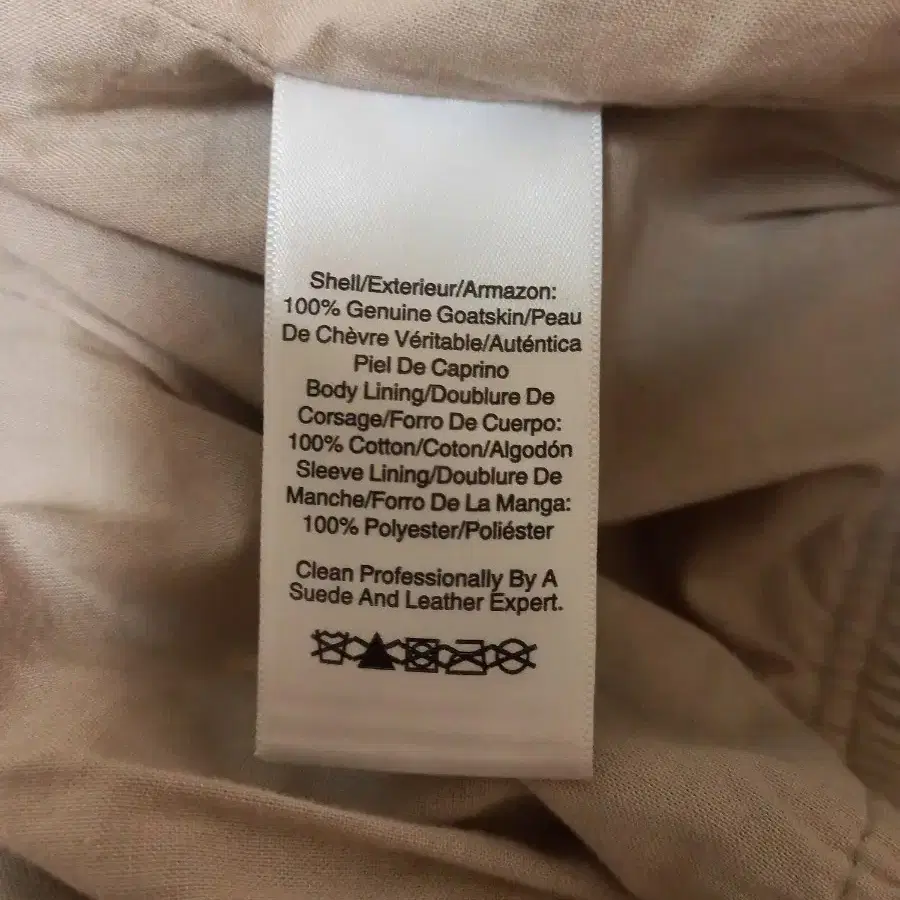 Shell/Exterieur/Armazon:
100% Genuine Goatskin/Peau
De Chèvre Véritable/Auténtica
Piel De Caprino
Body Lining/Doublure De
Corsage/Forro De Cuerpo:
100% Cotton/Coton/Algodón
Sleeve Lining/Doublure De
Manche/Forro De La Manga:
100% Polyester/Poliéster
Clean Professionally By A
Suede And Leather Expert.